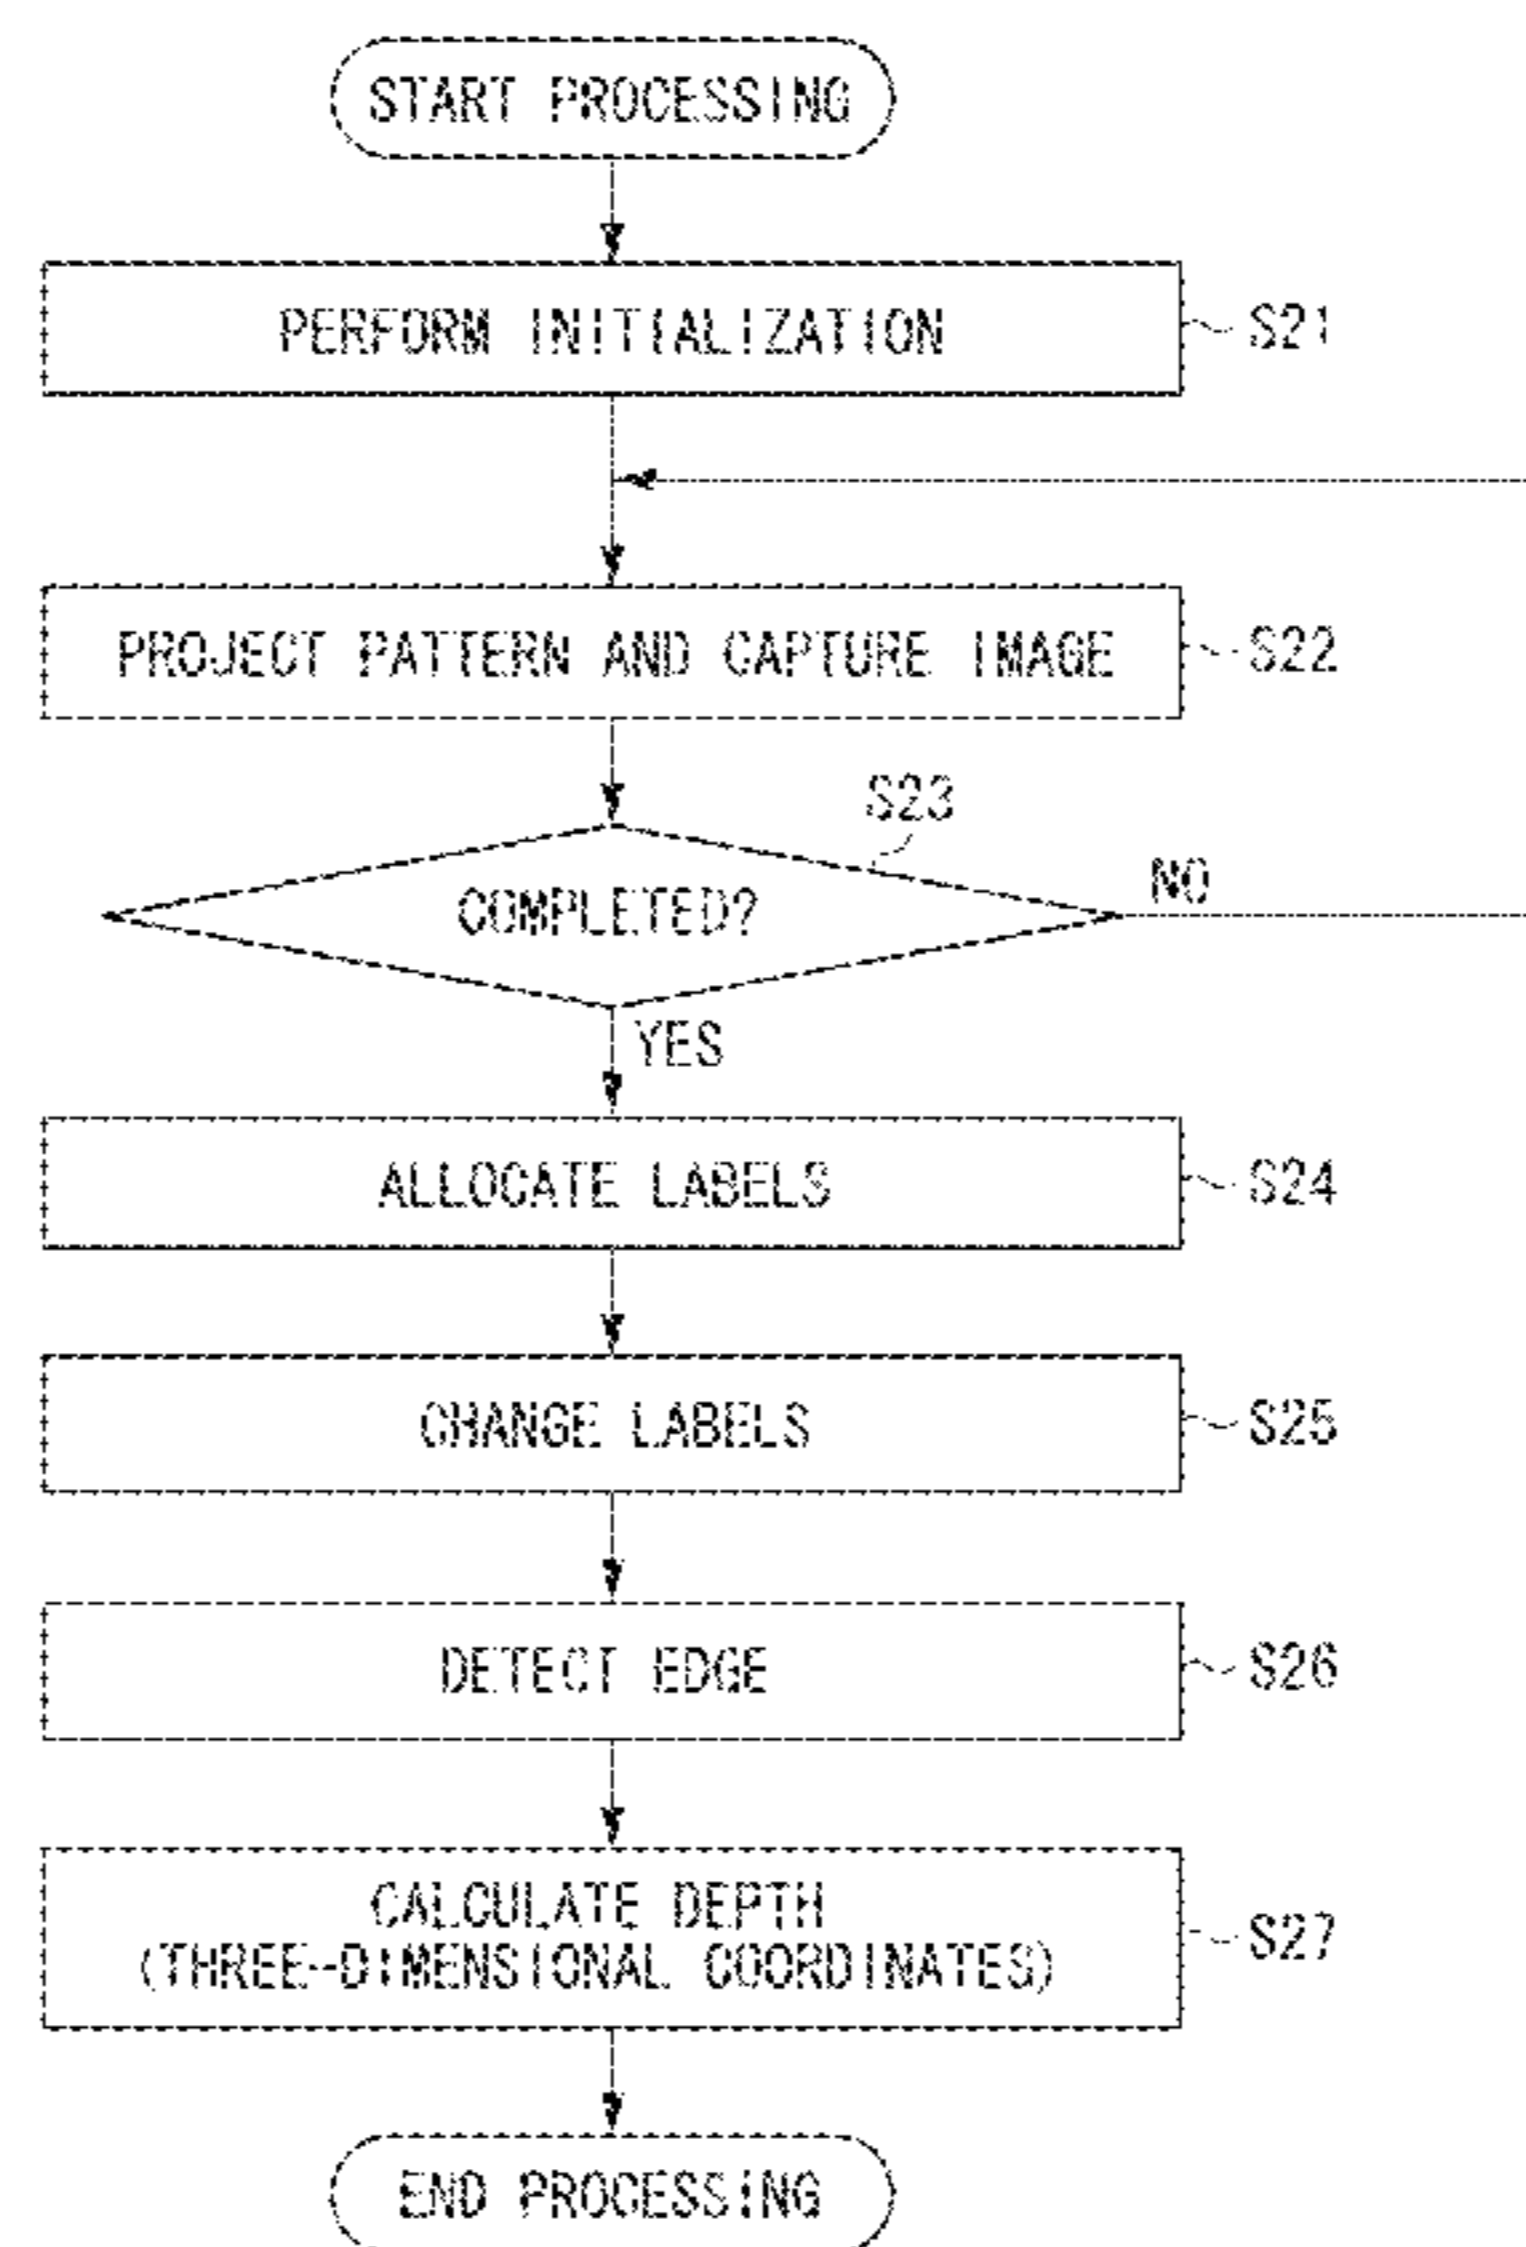 START PROCESSING
PERFORM INITIALIZATION
S21
PROJECT PATTERN AND CAPTURE IMAGE
S22
S23
COMPLETED?
NO
YES
ALLOCATE LABELS
S24
CHANGE LABELS
S25
DETECT EDGE
S26
CALCULATE DEPTH
(THREE-DIMENSIONAL COORDINATES)
S27
END PROCESSING